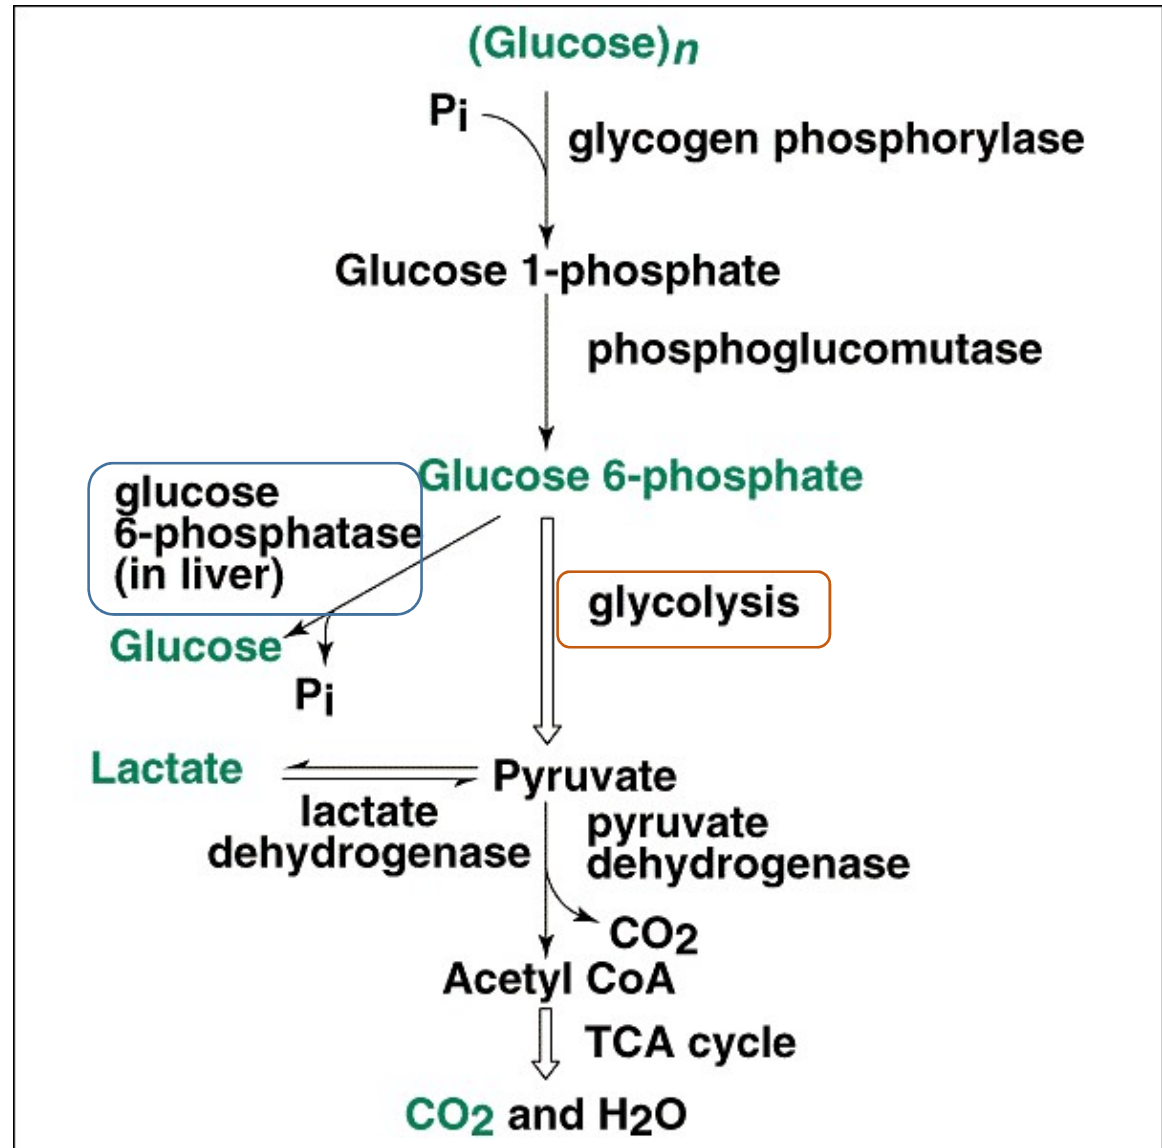 (Glucose)n
Pi
glycogen phosphorylase
Glucose 1-phosphate
phosphoglucomutase
Glucose 6-phosphate
glucose
6-phosphatase
(in liver)
glycolysis
Glucose
Pi
Lactate
Pyruvate
lactate
dehydrogenase
pyruvate
dehydrogenase
CO2
Acetyl CoA
TCA cycle
CO2 and H2O